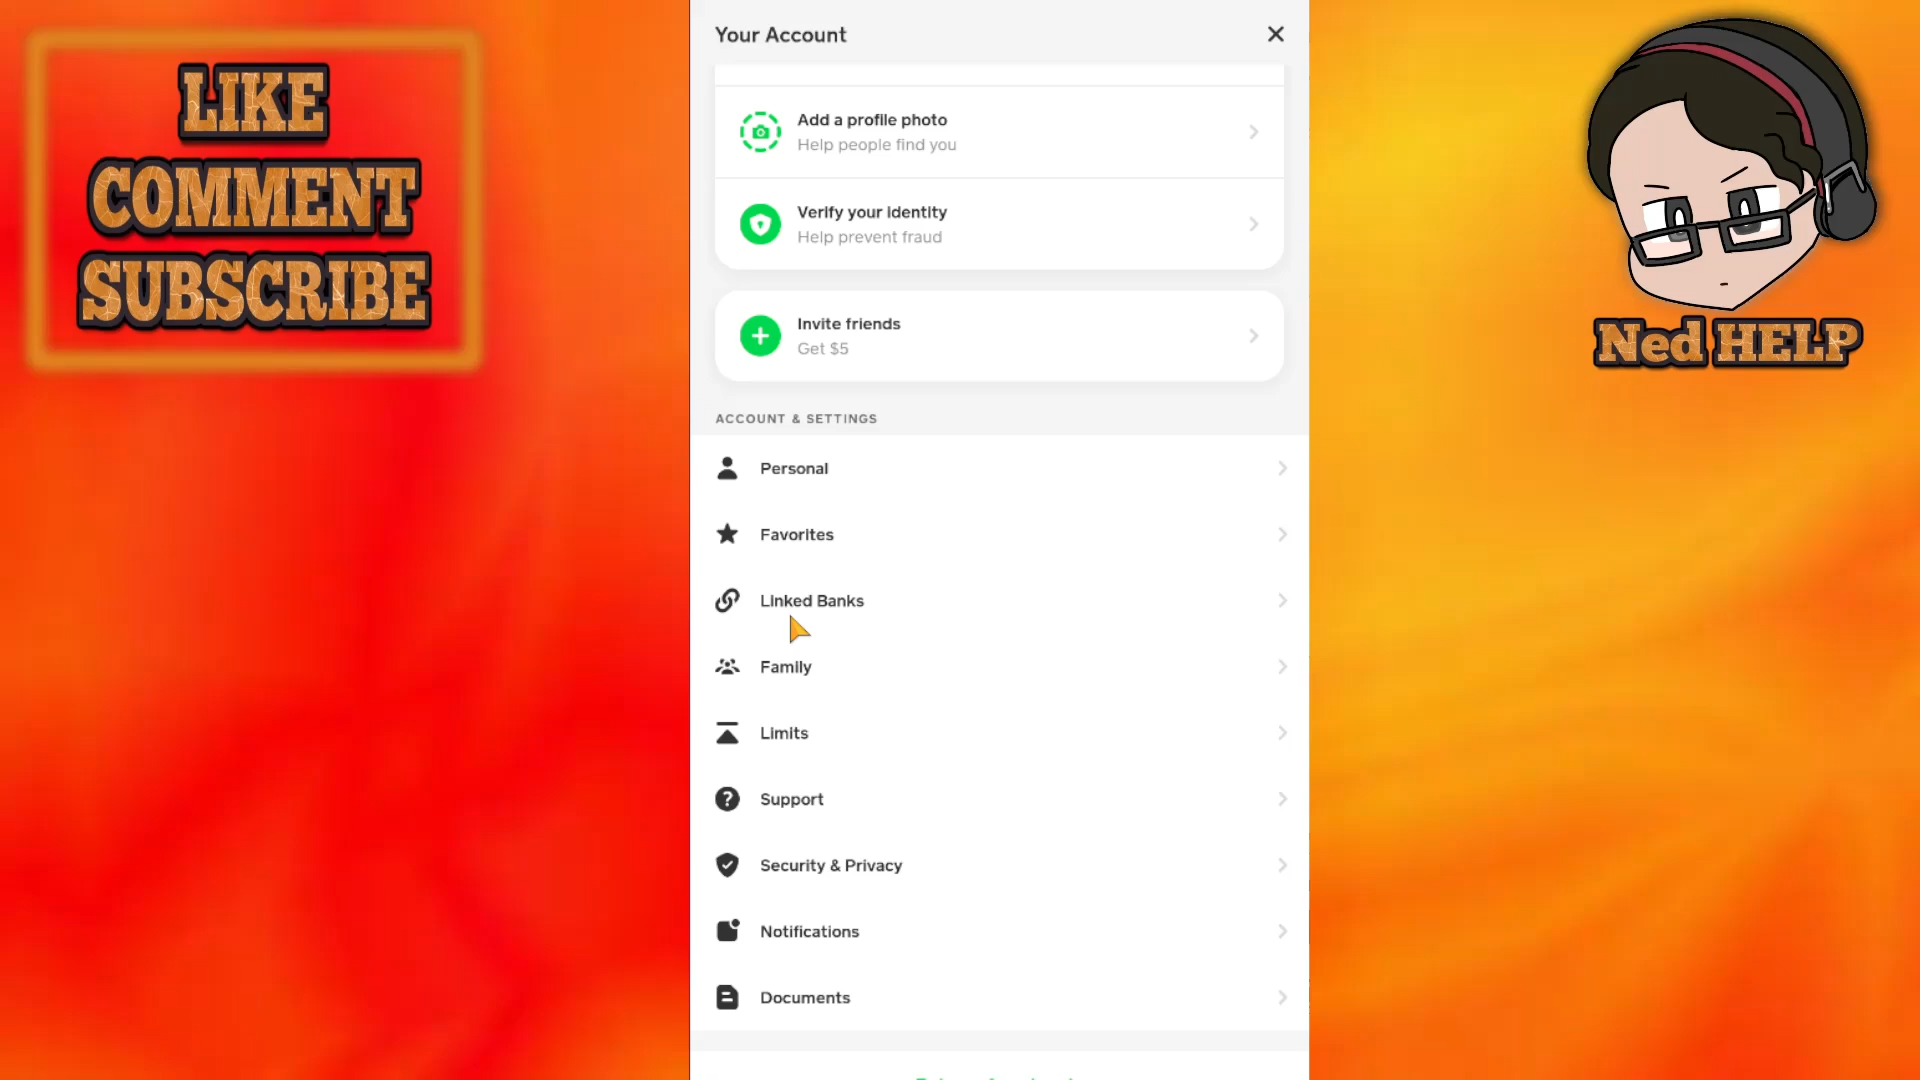 LIKE
COMMENT
SUBSCRIBE
Your Account
Add a profile photo
Help people find you
Verify your identity
Help prevent fraud
Invite friends
Get $5
ACCOUNT & SETTINGS
Personal
Favorites
Linked Banks
Family
Limits
Support
Security & Privacy
Notifications
Documents
Ned HELP